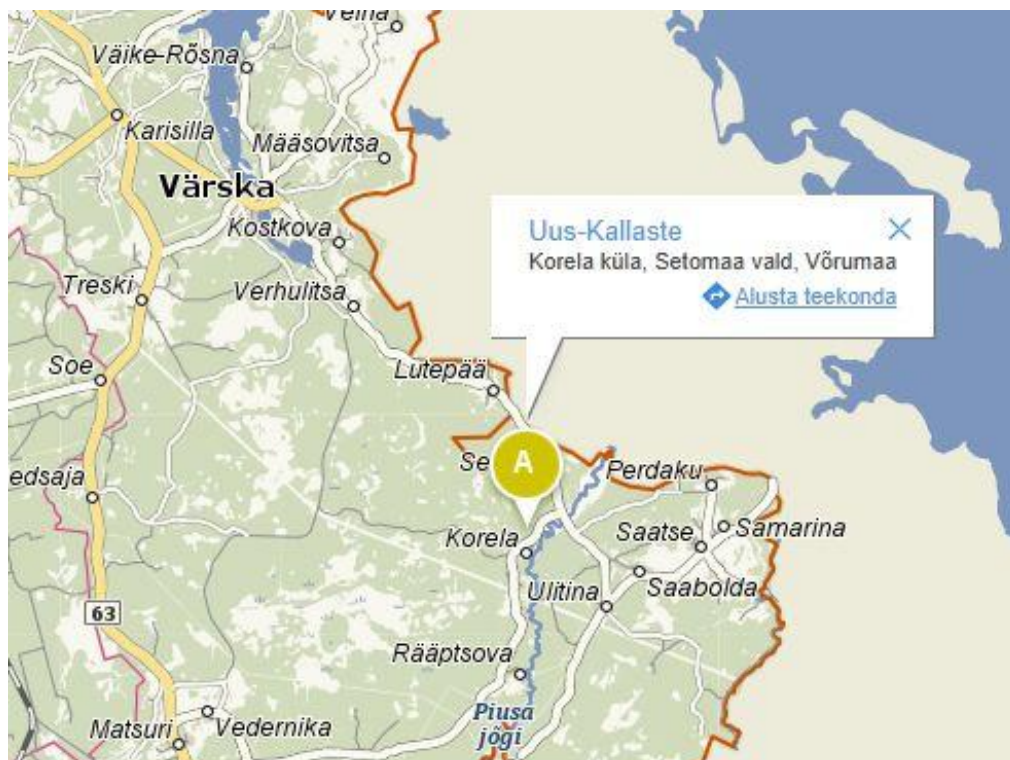 Velna
Väike-Rõsna
Karisilla
Määsovitsa
Värska
Kostkova
Uus-Kallaste
Korela küla, Setomaa vald, Võrumaa
Alusta teekonda
Treski
Verhulitsa
Soe
Lutepää
A
Se
Perdaku
edsaja
Samarina
Saatse
Korela
Saabolda
Ulitina
63
Rääptsova
Piusa
jõgi
Matsuri
Vedernika